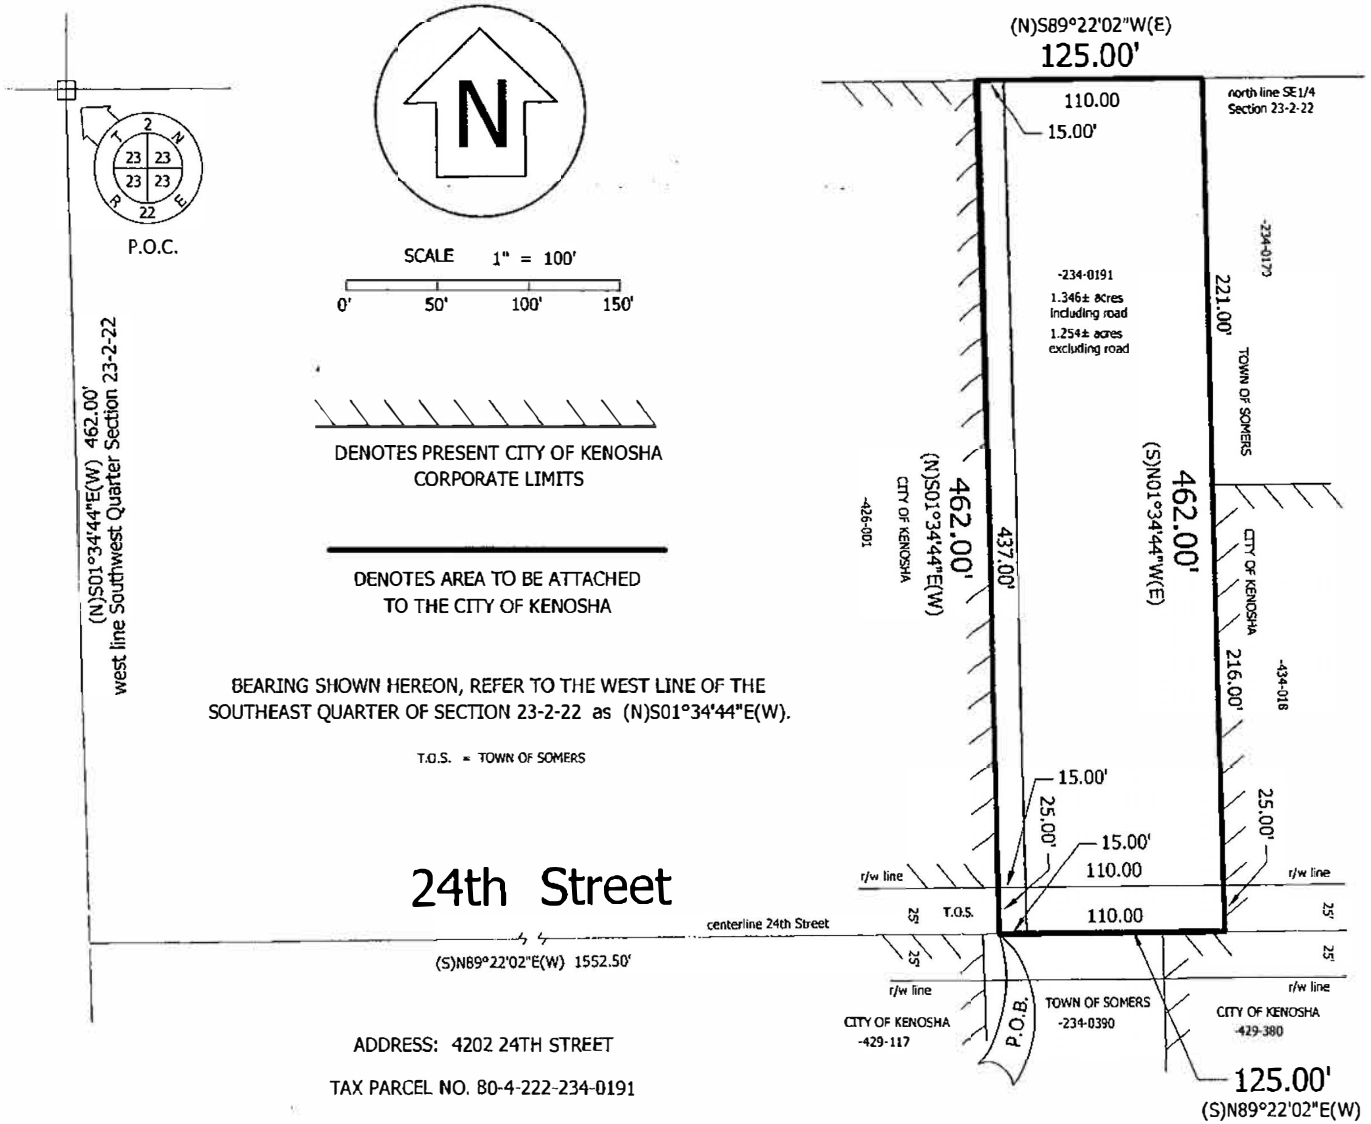 (N)S89°22'02"W(E)
125.00'
110.00
15.00'
north line SE1/4
Section 23-2-22
2
T N
23 23
23 23
R E
22
P.O.C.
N
SCALE 1" = 100'
0' 50' 100' 150'
(N)S01°34'44"E(W) 462.00'
west line Southwest Quarter Section 23-2-22
DENOTES PRESENT CITY OF KENOSHA
CORPORATE LIMITS
DENOTES AREA TO BE ATTACHED
TO THE CITY OF KENOSHA
BEARING SHOWN HEREON, REFER TO THE WEST LINE OF THE
SOUTHEAST QUARTER OF SECTION 23-2-22 as (N)S01°34'44"E(W).
T.O.S. = TOWN OF SOMERS
-234-0191
1.346± acres
including road
1.254± acres
excluding road
-234-0170
221.00'
TOWN OF SOMERS
462.00'
(S)N01°34'44"W(E)
437.00'
462.00'
(N)S01°34'44"E(W)
CITY OF KENOSHA
-426-001
CITY OF KENOSHA
216.00'
-434-018
15.00'
25.00'
15.00'
25.00'
110.00
r/w line
r/w line
25'
T.O.S.
110.00
25'
24th Street
centerline 24th Street
(S)N89°22'02"E(W) 1552.50'
25'
25'
r/w line
r/w line
P.O.B.
CITY OF KENOSHA
-429-117
TOWN OF SOMERS
-234-0390
CITY OF KENOSHA
-429-380
125.00'
(S)N89°22'02"E(W)
ADDRESS: 4202 24TH STREET
TAX PARCEL NO. 80-4-222-234-0191